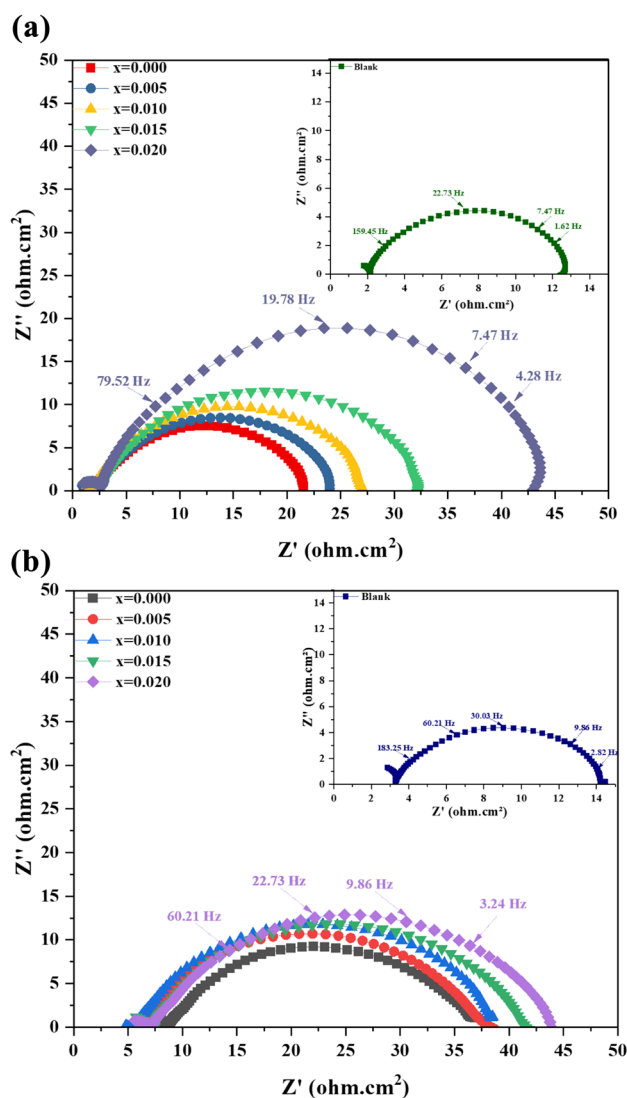 (a)
50
45
40
35
30
25
20
15
10
5
0
Z'' (ohm.cm²)
x=0.000
x=0.005
x=0.010
x=0.015
x=0.020
79.52 Hz
19.78 Hz
7.47 Hz
4.28 Hz
0 5 10 15 20 25 30 35 40 45 50
Z' (ohm.cm²)
Blank
14
12
10
8
6
4
2
0
Z'' (ohm.cm²)
159.45 Hz
22.73 Hz
7.47 Hz
1.62 Hz
0 2 4 6 8 10 12 14
Z' (ohm.cm²)
(b)
50
45
40
35
30
25
20
15
10
5
0
Z'' (ohm.cm²)
x=0.000
x=0.005
x=0.010
x=0.015
x=0.020
60.21 Hz
22.73 Hz
9.86 Hz
3.24 Hz
0 5 10 15 20 25 30 35 40 45 50
Z' (ohm.cm²)
Blank
14
12
10
8
6
4
2
0
Z'' (ohm.cm²)
183.25 Hz
60.21 Hz
30.03 Hz
9.86 Hz
2.82 Hz
0 2 4 6 8 10 12 14
Z' (ohm.cm²)